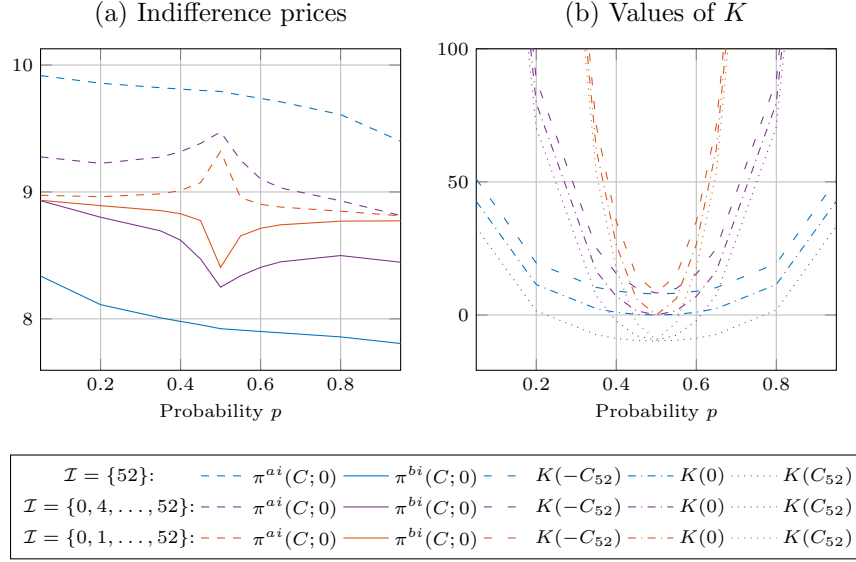 (a) Indifference prices
(b) Values of K
10
9
8
0.2 0.4 0.6 0.8
Probability p
100
50
0
0.2 0.4 0.6 0.8
Probability p
𝓘 = {52}: π^{ai}(C; 0) π^{bi}(C; 0) K(−C_{52}) K(0) K(C_{52})
𝓘 = {0, 4, . . . , 52}: π^{ai}(C; 0) π^{bi}(C; 0) K(−C_{52}) K(0) K(C_{52})
𝓘 = {0, 1, . . . , 52}: π^{ai}(C; 0) π^{bi}(C; 0) K(−C_{52}) K(0) K(C_{52})